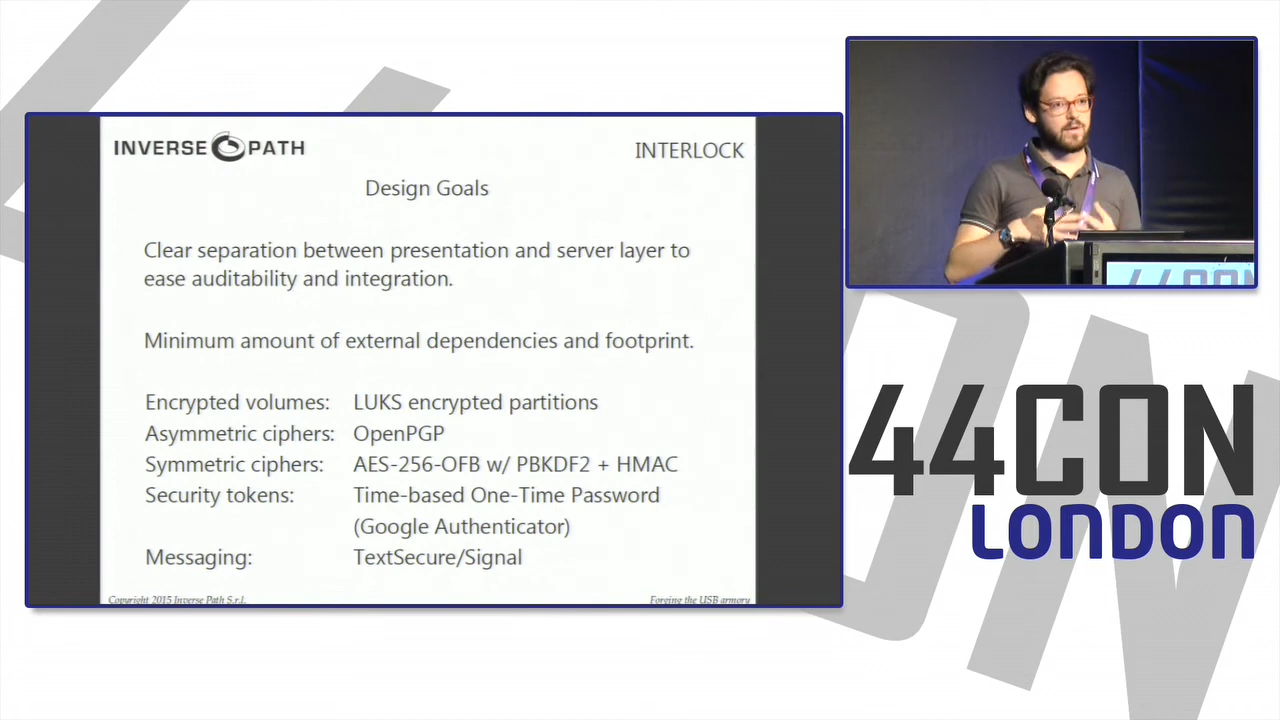 INVERSE PATH
INTERLOCK
Design Goals
Clear separation between presentation and server layer to
ease auditability and integration.
Minimum amount of external dependencies and footprint.
Encrypted volumes: LUKS encrypted partitions
Asymmetric ciphers: OpenPGP
Symmetric ciphers: AES-256-OFB w/ PBKDF2 + HMAC
Security tokens: Time-based One-Time Password
(Google Authenticator)
Messaging: TextSecure/Signal
Copyright 2015 Inverse Path S.r.l.
Forging the USB armory
44CON
44CON
LONDON